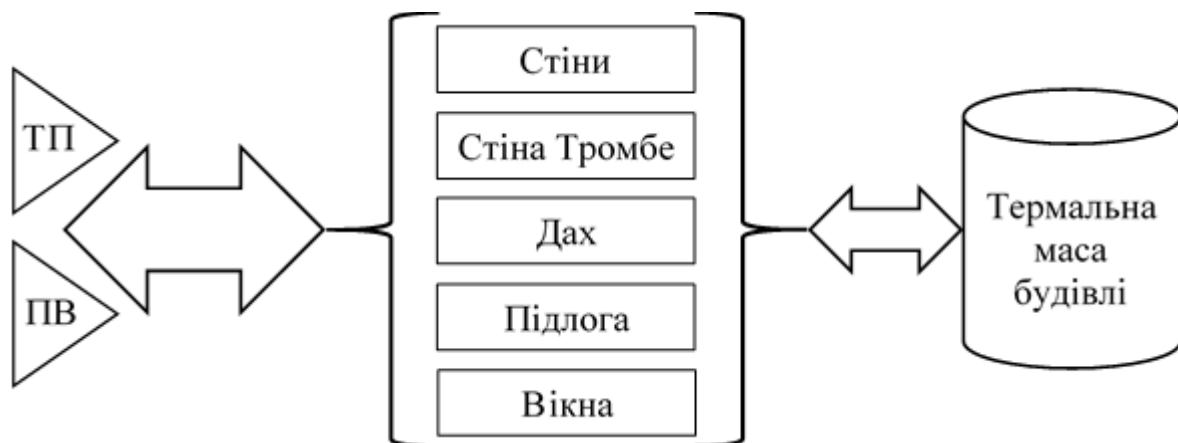 ТП
ПВ
Стіни
Стіна Тромбе
Дах
Підлога
Вікна
Термальна
маса
будівлі